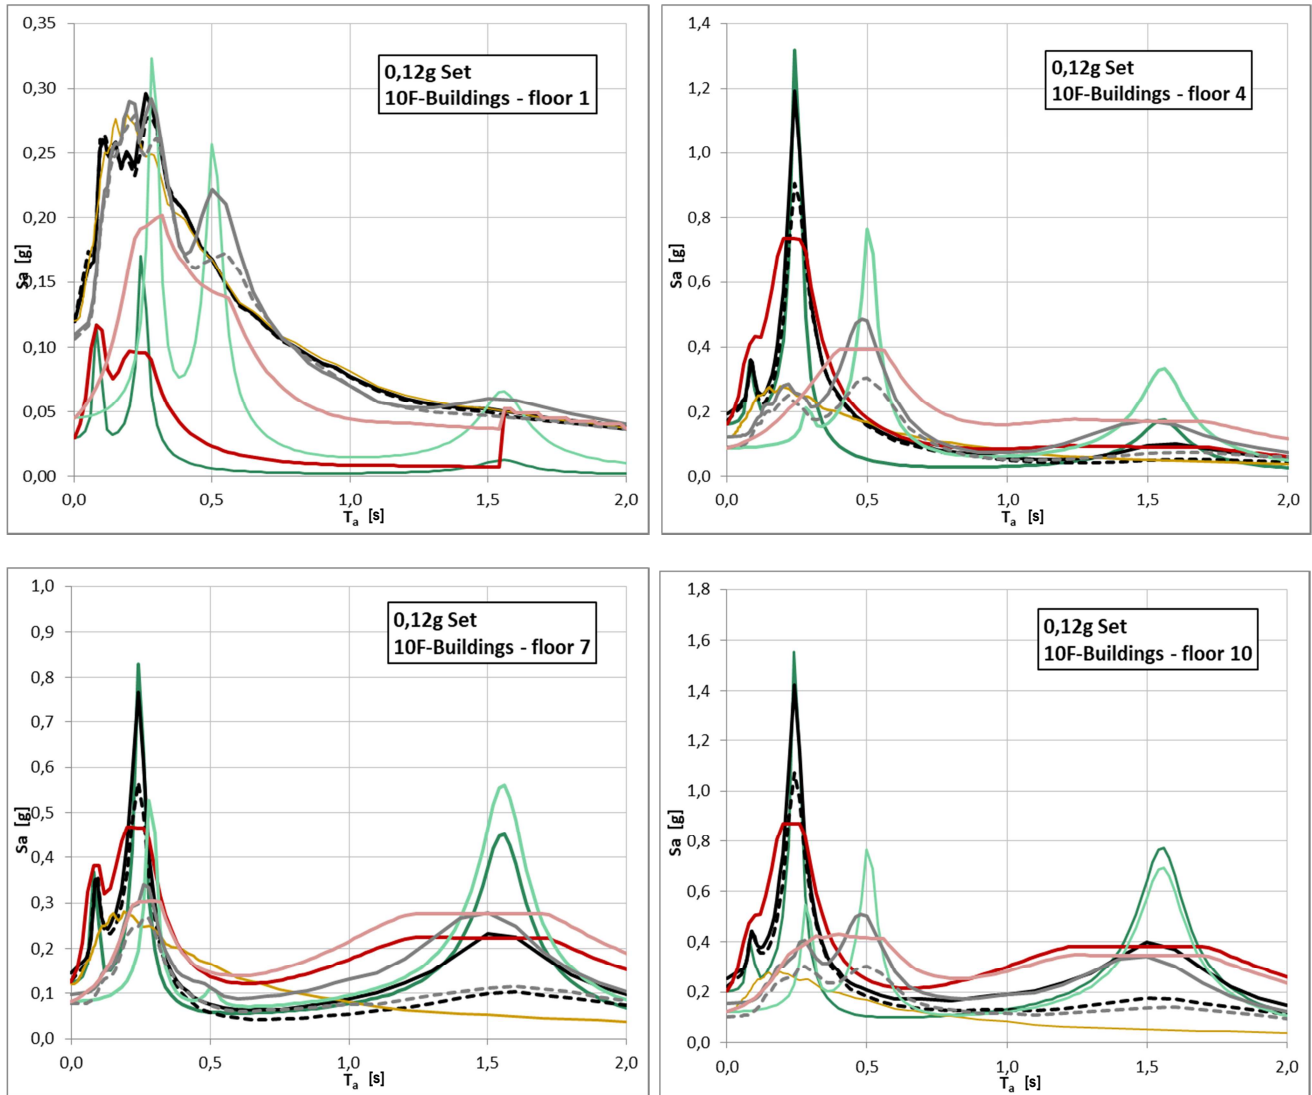 0,12g Set
10F-Buildings - floor 1
0,35
0,30
0,25
0,20
0,15
0,10
0,05
0,00
Sa [g]
0,0 0,5 1,0 1,5 2,0
Ta [s]
0,12g Set
10F-Buildings - floor 4
1,4
1,2
1,0
0,8
0,6
0,4
0,2
0,0
Sa [g]
0,0 0,5 1,0 1,5 2,0
Ta [s]
0,12g Set
10F-Buildings - floor 7
1,0
0,9
0,8
0,7
0,6
0,5
0,4
0,3
0,2
0,1
0,0
Sa [g]
0,0 0,5 1,0 1,5 2,0
Ta [s]
0,12g Set
10F-Buildings - floor 10
1,8
1,6
1,4
1,2
1,0
0,8
0,6
0,4
0,2
0,0
Sa [g]
0,0 0,5 1,0 1,5 2,0
Ta [s]